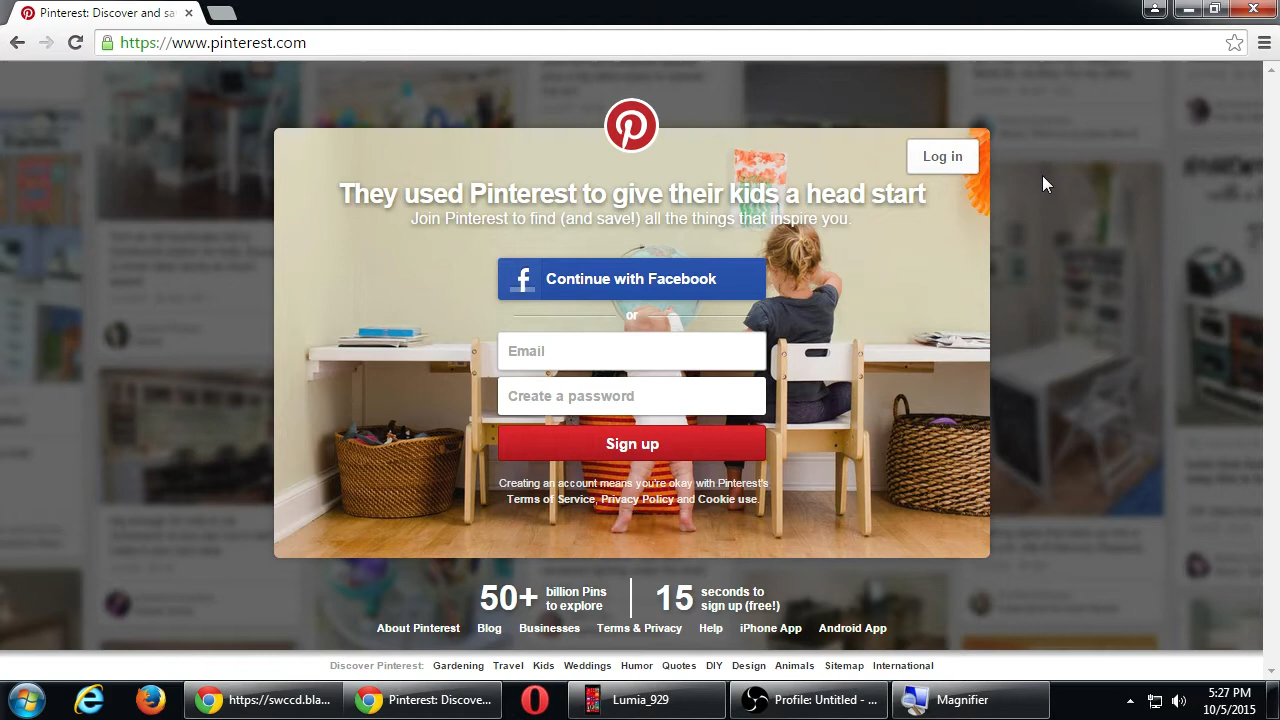 Pinterest: Discover and sa
https://www.pinterest.com
Log in
They used Pinterest to give their kids a head start
Join Pinterest to find (and save!) all the things that inspire you.
f Continue with Facebook
or
Email
Create a password
Sign up
Creating an account means you're okay with Pinterest's
Terms of Service, Privacy Policy and Cookie use.
50+ billion Pins to explore
15 seconds to sign up (free!)
About Pinterest Blog Businesses Terms & Privacy Help iPhone App Android App
Discover Pinterest: Gardening Travel Kids Weddings Humor Quotes DIY Design Animals Sitemap International
https://swccd.bla... Pinterest: Discove... Lumia_929 Profile: Untitled - ... Magnifier
5:27 PM
10/5/2015